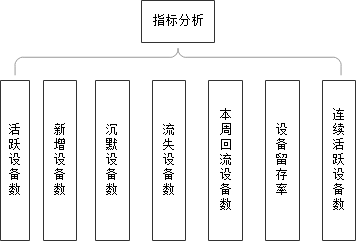 指标分析
活跃设备数
新增设备数
沉默设备数
流失设备数
本周回流设备数
设备留存率
连续活跃设备数